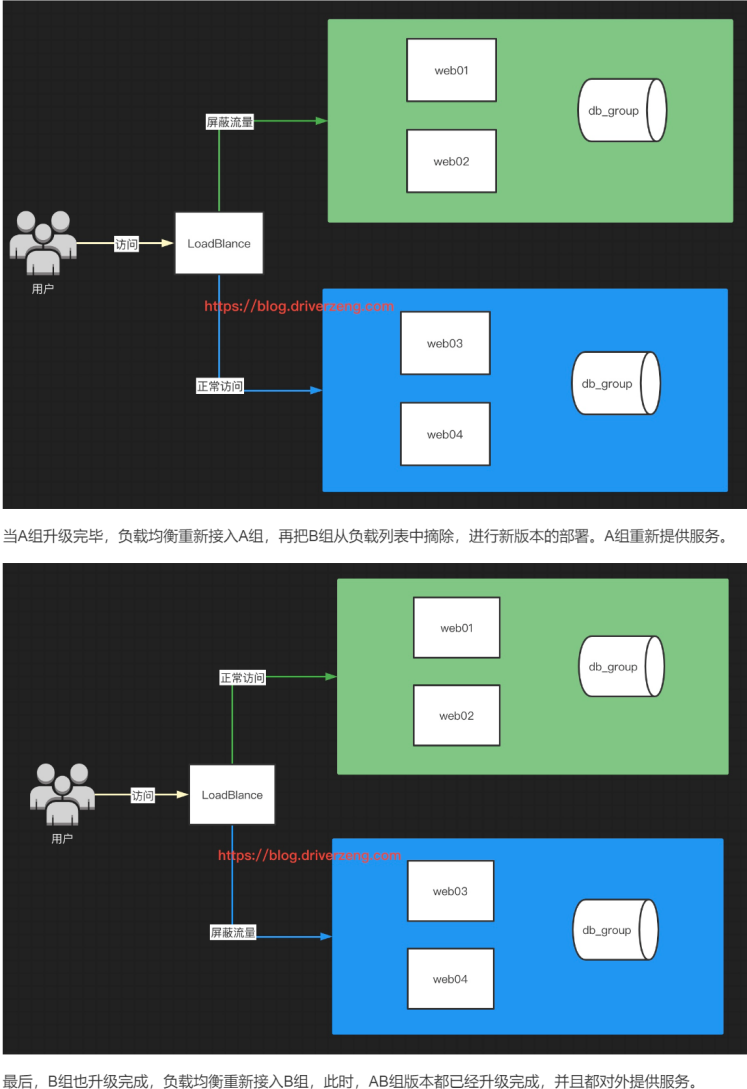 web01
db_group
屏蔽流量
web02
访问
LoadBlance
用户
https://blog.driverzeng.com
web03
db_group
正常访问
web04
当A组升级完毕，负载均衡重新接入A组，再把B组从负载列表中摘除，进行新版本的部署。A组重新提供服务。
web01
db_group
正常访问
web02
访问
LoadBlance
用户
https://blog.driverzeng.com
web03
db_group
屏蔽流量
web04
最后，B组也升级完成，负载均衡重新接入B组，此时，AB组版本都已经升级完成，并且都对外提供服务。